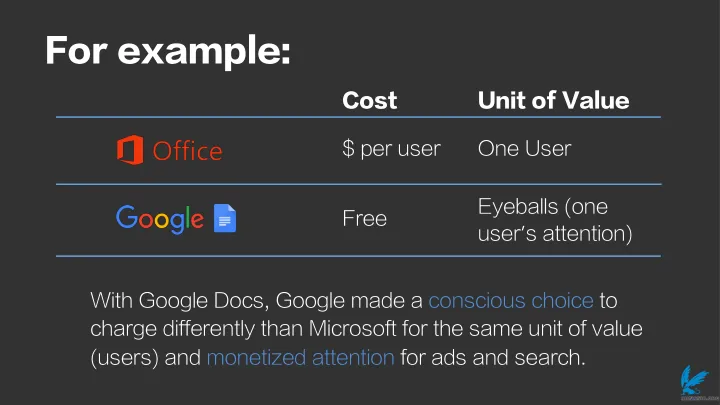 For example:
Cost Unit of Value
Office $ per user One User
Google Free Eyeballs (one
user's attention)
With Google Docs, Google made a conscious choice to
charge differently than Microsoft for the same unit of value
(users) and monetized attention for ads and search.